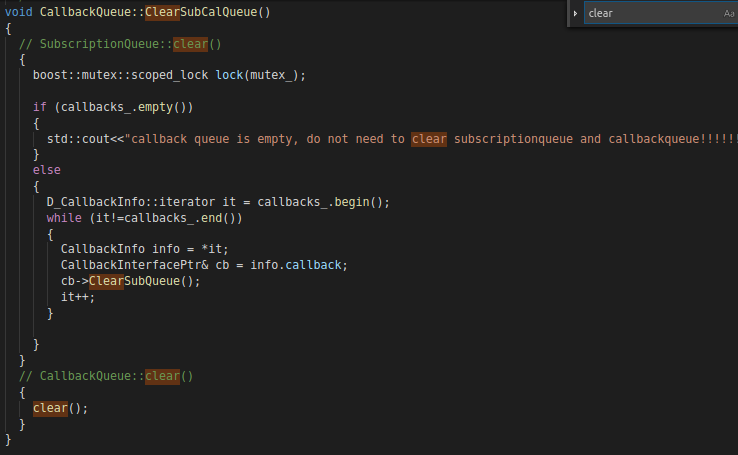 void CallbackQueue::ClearSubCalQueue()
clear
Aa
{
// SubscriptionQueue::clear()
{
boost::mutex::scoped_lock lock(mutex_);
if (callbacks_.empty())
{
std::cout<<"callback queue is empty, do not need to clear subscriptionqueue and callbackqueue!!!!!!
}
else
{
D_CallbackInfo::iterator it = callbacks_.begin();
while (it!=callbacks_.end())
{
CallbackInfo info = *it;
CallbackInterfacePtr& cb = info.callback;
cb->ClearSubQueue();
it++;
}
}
}
// CallbackQueue::clear()
{
clear();
}
}